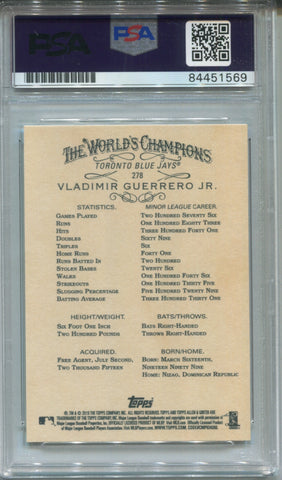 PSA
PSA
84451569
THE WORLD'S CHAMPIONS
TORONTO BLUE JAYS®
278
VLADIMIR GUERRERO JR.
STATISTICS. MINOR LEAGUE CAREER.
GAMES PLAYED TWO HUNDRED SEVENTY SIX
RUNS ONE HUNDRED EIGHTY THREE
HITS THREE HUNDRED FORTY ONE
DOUBLES SIXTY NINE
TRIPLES SIX
HOME RUNS FORTY ONE
RUNS BATTED IN TWO HUNDRED
STOLEN BASES TWENTY SIX
WALKS ONE HUNDRED FORTY SIX
STRIKEOUTS ONE HUNDRED THIRTY FIVE
SLUGGING PERCENTAGE FIVE HUNDRED TWENTY NINE
BATTING AVERAGE THREE HUNDRED THIRTY ONE
HEIGHT/WEIGHT. BATS/THROWS.
SIX FOOT ONE INCH BATS RIGHT-HANDED
TWO HUNDRED POUNDS THROWS RIGHT-HANDED
ACQUIRED. BORN/HOME.
FREE AGENT, JULY SECOND, BORN: MARCH SIXTEENTH,
TWO THOUSAND FIFTEEN NINETEEN NINETY NINE
HOME: NIZAO, DOMINICAN REPUBLIC
Topps